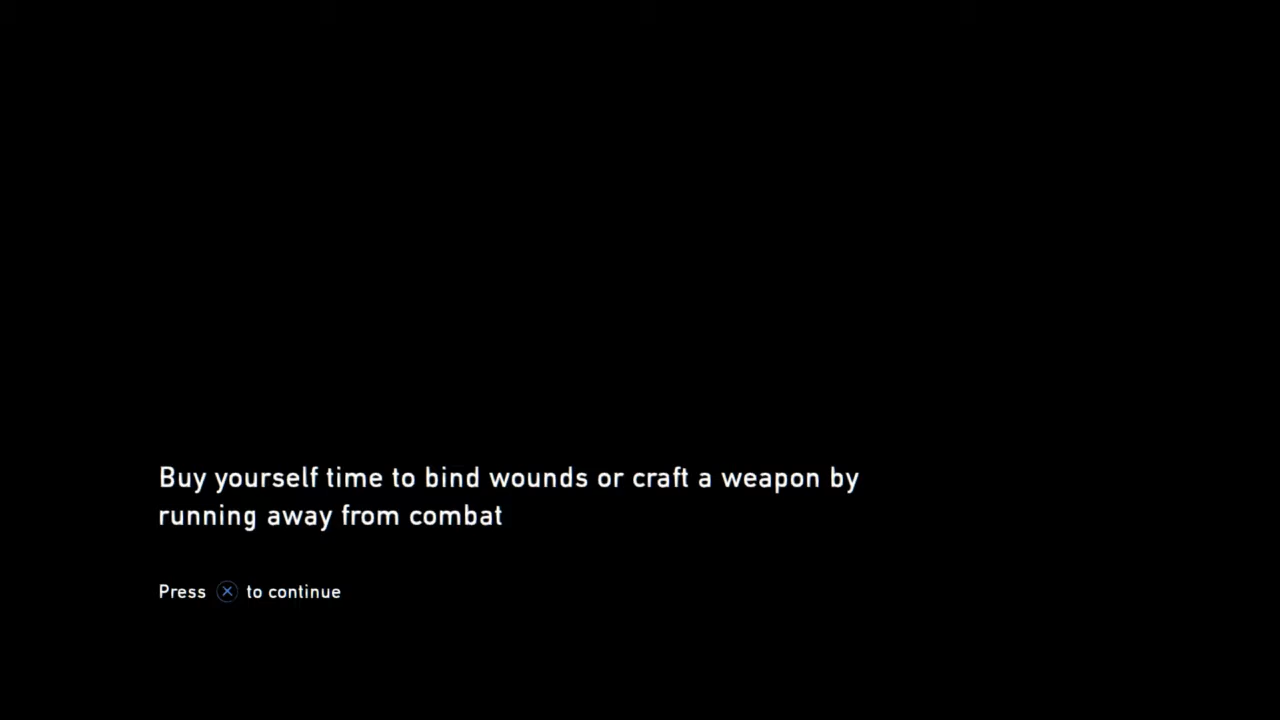 Buy yourself time to bind wounds or craft a weapon by
running away from combat
Press ⓧ to continue